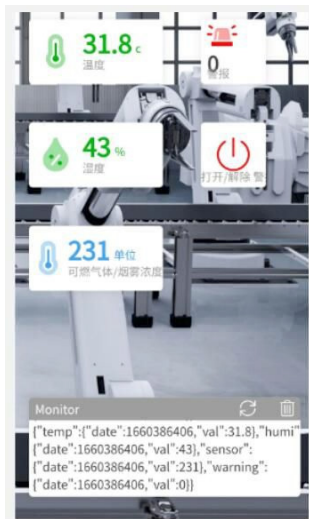 31.8 c
温度
0
警报
43 %
湿度
打开/解除 警
231 单位
可燃气体/烟雾浓度
Monitor
{"temp":{"date":1660386406,"val":31.8},"humi"
{"date":1660386406,"val":43},"sensor":
{"date":1660386406,"val":231},"warning":
{"date":1660386406,"val":0}}